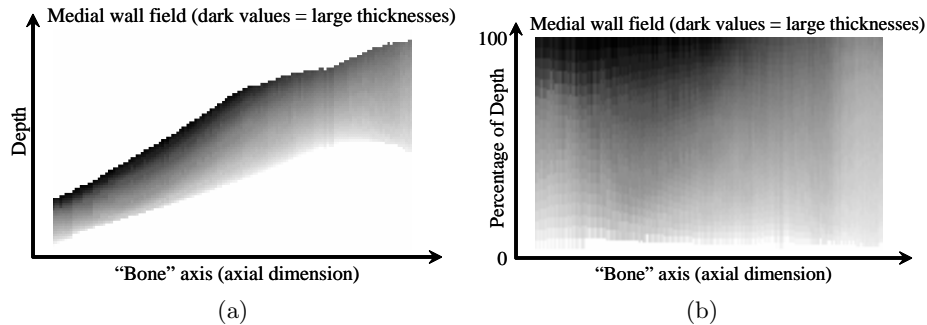 Medial wall field (dark values = large thicknesses)
Depth
“Bone” axis (axial dimension)
(a)
Medial wall field (dark values = large thicknesses)
100
Percentage of Depth
0
“Bone” axis (axial dimension)
(b)